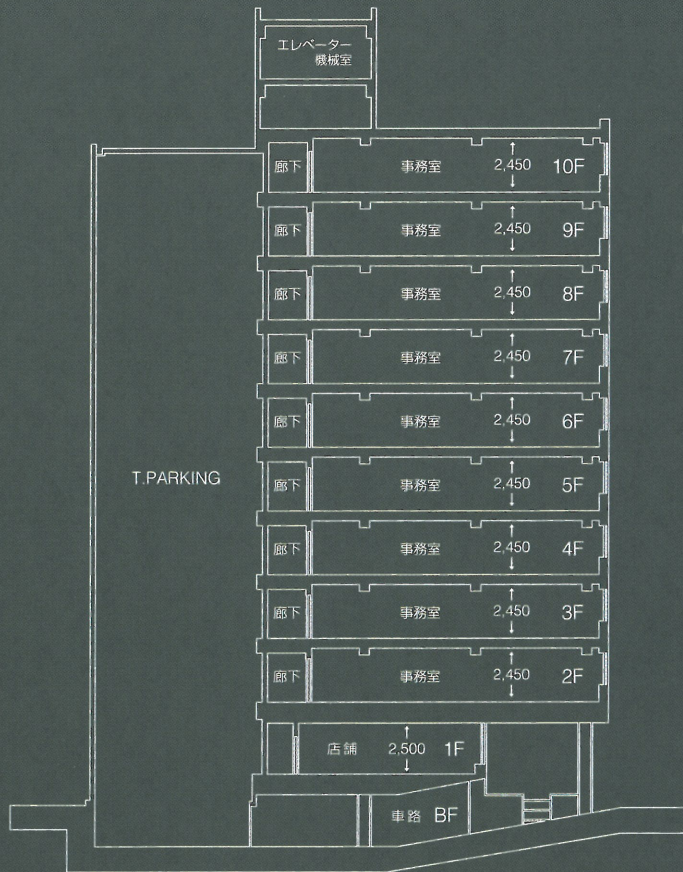 エレベーター
機械室
廊下 事務室 2,450 10F
廊下 事務室 2,450 9F
廊下 事務室 2,450 8F
廊下 事務室 2,450 7F
廊下 事務室 2,450 6F
T.PARKING
廊下 事務室 2,450 5F
廊下 事務室 2,450 4F
廊下 事務室 2,450 3F
廊下 事務室 2,450 2F
店舗 2,500 1F
車路 BF